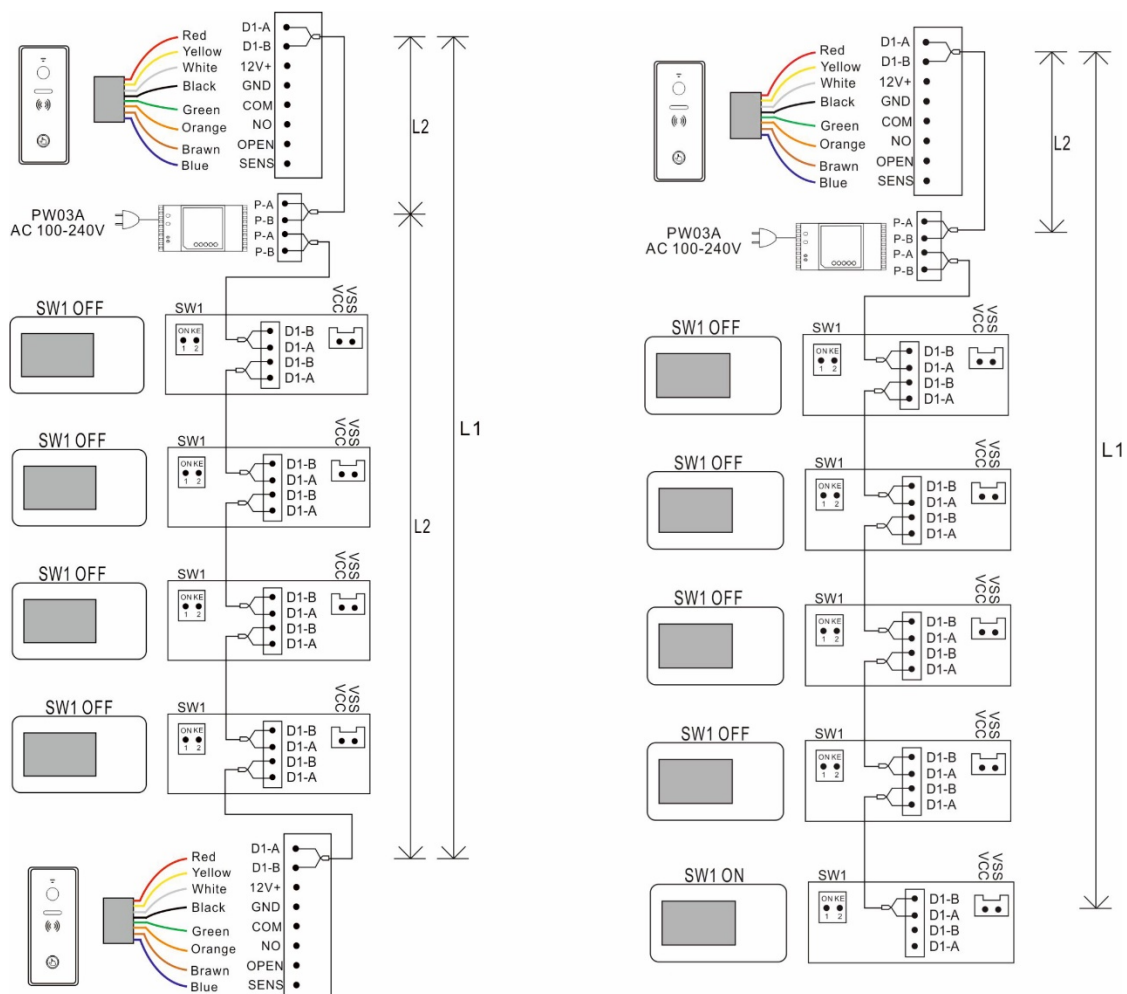 Red
Yellow
White
Black
Green
Orange
Brawn
Blue
D1-A
D1-B
12V+
GND
COM
NO
OPEN
SENS
L2
PW03A
AC 100-240V
P-A
P-B
P-A
P-B
SW1 OFF
SW1
ON KE
1 2
D1-B
D1-A
D1-B
D1-A
VCC
VSS
SW1 OFF
SW1
ON KE
1 2
D1-B
D1-A
D1-B
D1-A
VCC
VSS
L1
L2
SW1 OFF
SW1
ON KE
1 2
D1-B
D1-A
D1-B
D1-A
VCC
VSS
SW1 OFF
SW1
ON KE
1 2
D1-B
D1-A
D1-B
D1-A
VCC
VSS
Red
Yellow
White
Black
Green
Orange
Brawn
Blue
D1-A
D1-B
12V+
GND
COM
NO
OPEN
SENS
Red
Yellow
White
Black
Green
Orange
Brawn
Blue
D1-A
D1-B
12V+
GND
COM
NO
OPEN
SENS
L2
PW03A
AC 100-240V
P-A
P-B
P-A
P-B
SW1 OFF
SW1
ON KE
1 2
D1-B
D1-A
D1-B
D1-A
VCC
VSS
L1
SW1 OFF
SW1
ON KE
1 2
D1-B
D1-A
D1-B
D1-A
VCC
VSS
SW1 OFF
SW1
ON KE
1 2
D1-B
D1-A
D1-B
D1-A
VCC
VSS
SW1 OFF
SW1
ON KE
1 2
D1-B
D1-A
D1-B
D1-A
VCC
VSS
SW1 ON
SW1
ON KE
1 2
D1-B
D1-A
D1-B
D1-A
VCC
VSS